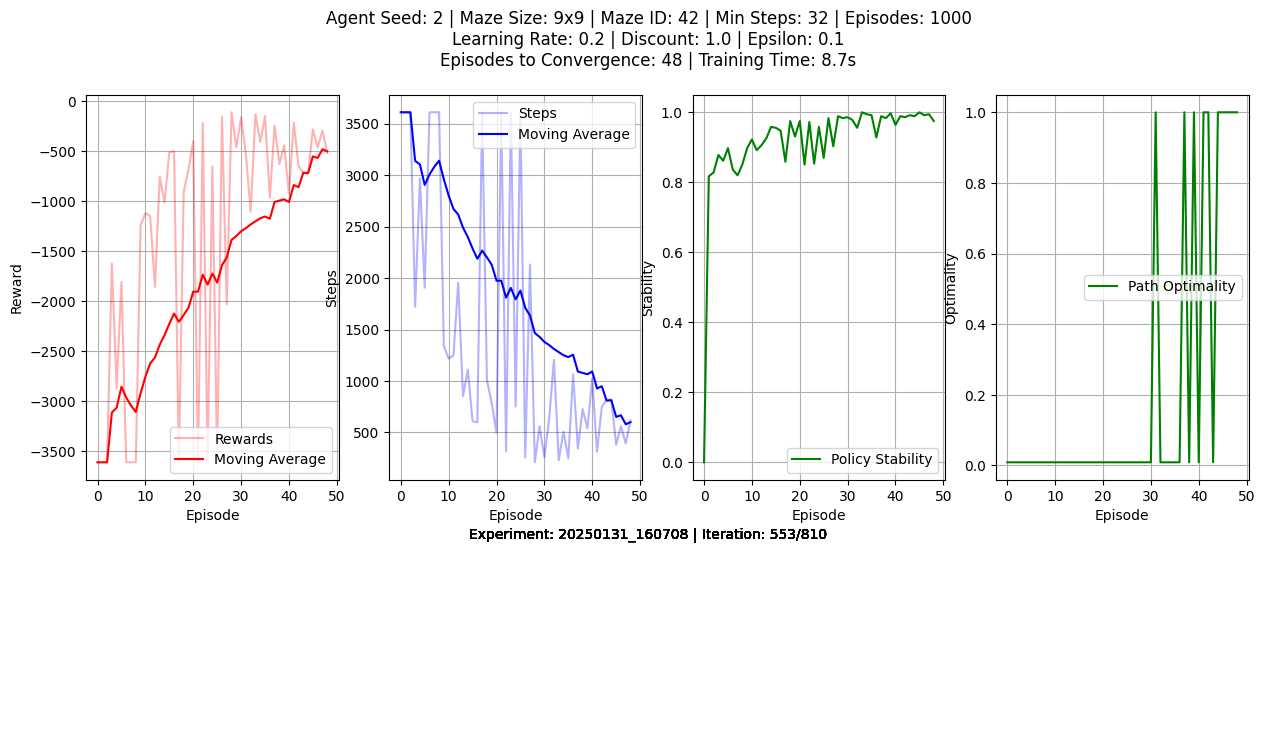 Agent Seed: 2 | Maze Size: 9x9 | Maze ID: 42 | Min Steps: 32 | Episodes: 1000
Learning Rate: 0.2 | Discount: 1.0 | Epsilon: 0.1
Episodes to Convergence: 48 | Training Time: 8.7s
Reward
0
−500
−1000
−1500
−2000
−2500
−3000
−3500
Rewards
Moving Average
0 10 20 30 40 50
Episode
Steps
3500
3000
2500
2000
1500
1000
500
Steps
Moving Average
0 10 20 30 40 50
Episode
Stability
1.0
0.8
0.6
0.4
0.2
0.0
Policy Stability
0 10 20 30 40 50
Episode
Optimality
1.0
0.8
0.6
0.4
0.2
0.0
Path Optimality
0 10 20 30 40 50
Episode
Experiment: 20250131_160708 | Iteration: 553/810